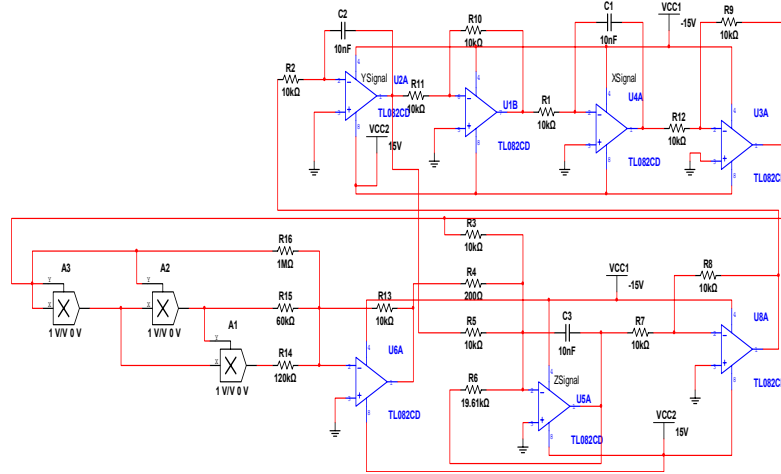 C2
10nF
R10
10kΩ
C1
10nF
VCC1
-15V
R9
10kΩ
R2
10kΩ
YSignal
U2A
R11
10kΩ
TL082CD
VCC2
15V
U1B
TL082CD
R1
10kΩ
XSignal
U4A
TL082CD
R12
10kΩ
U3A
TL082C
R3
10kΩ
R16
1MΩ
A3
A2
R4
200Ω
R15
60kΩ
R13
10kΩ
1 V/V 0 V
1 V/V 0 V
A1
1 V/V 0 V
R14
120kΩ
R5
10kΩ
U6A
TL082CD
C3
10nF
R6
19.61kΩ
ZSignal
U5A
TL082CD
VCC1
-15V
R7
10kΩ
R8
10kΩ
U8A
TL082C
VCC2
15V